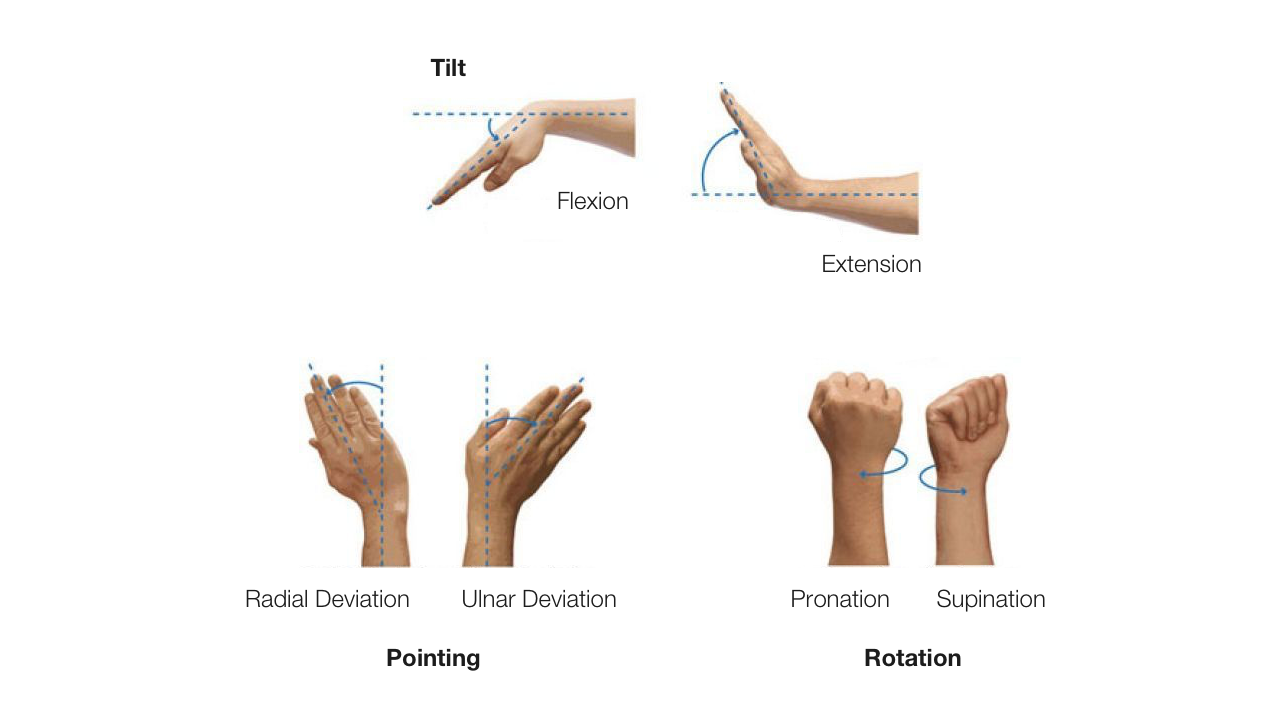 Tilt
Flexion
Extension
Radial Deviation
Ulnar Deviation
Pronation
Supination
Pointing
Rotation